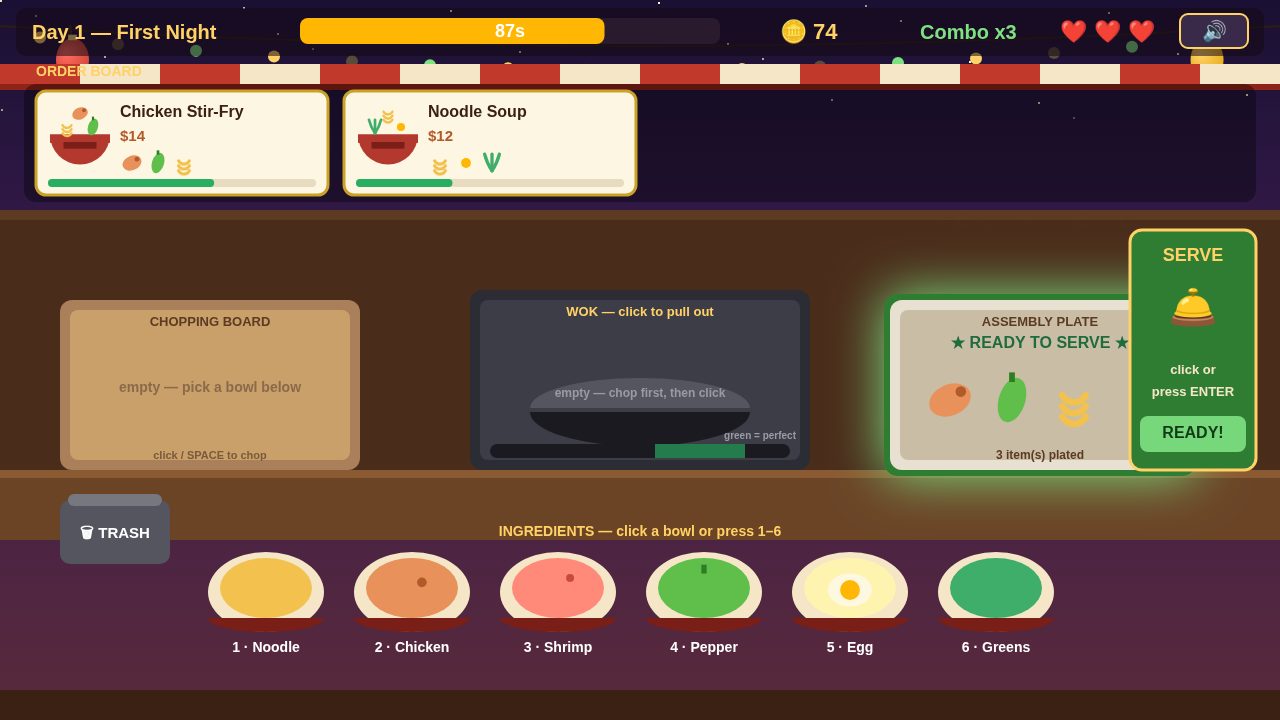 Day 1 — First Night
87s
74
Combo x3
ORDER BOARD
Chicken Stir-Fry
$14
Noodle Soup
$12
SERVE
click or
press ENTER
READY!
CHOPPING BOARD
empty — pick a bowl below
click / SPACE to chop
WOK — click to pull out
empty — chop first, then click
green = perfect
ASSEMBLY PLATE
★ READY TO SERVE ★
3 item(s) plated
TRASH
INGREDIENTS — click a bowl or press 1–6
1 · Noodle
2 · Chicken
3 · Shrimp
4 · Pepper
5 · Egg
6 · Greens